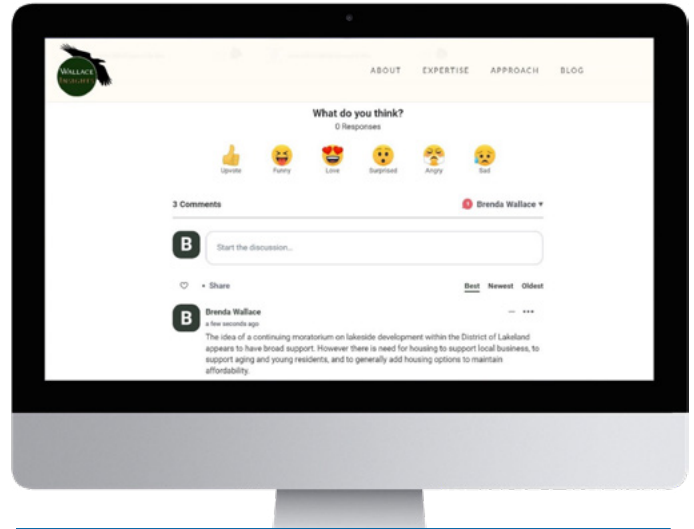 WALLACE
INSIGHTS
ABOUT EXPERTISE APPROACH BLOG
What do you think?
0 Responses
Upvote Funny Love Surprised Angry Sad
3 Comments
1 Brenda Wallace
B
Start the discussion...
Share
Best Newest Oldest
B
Brenda Wallace
a few seconds ago
The idea of a continuing moratorium on lakeside development within the District of Lakeland
appears to have broad support. However there is need for housing to support local business, to
support aging and young residents, and to generally add housing options to maintain
affordability.